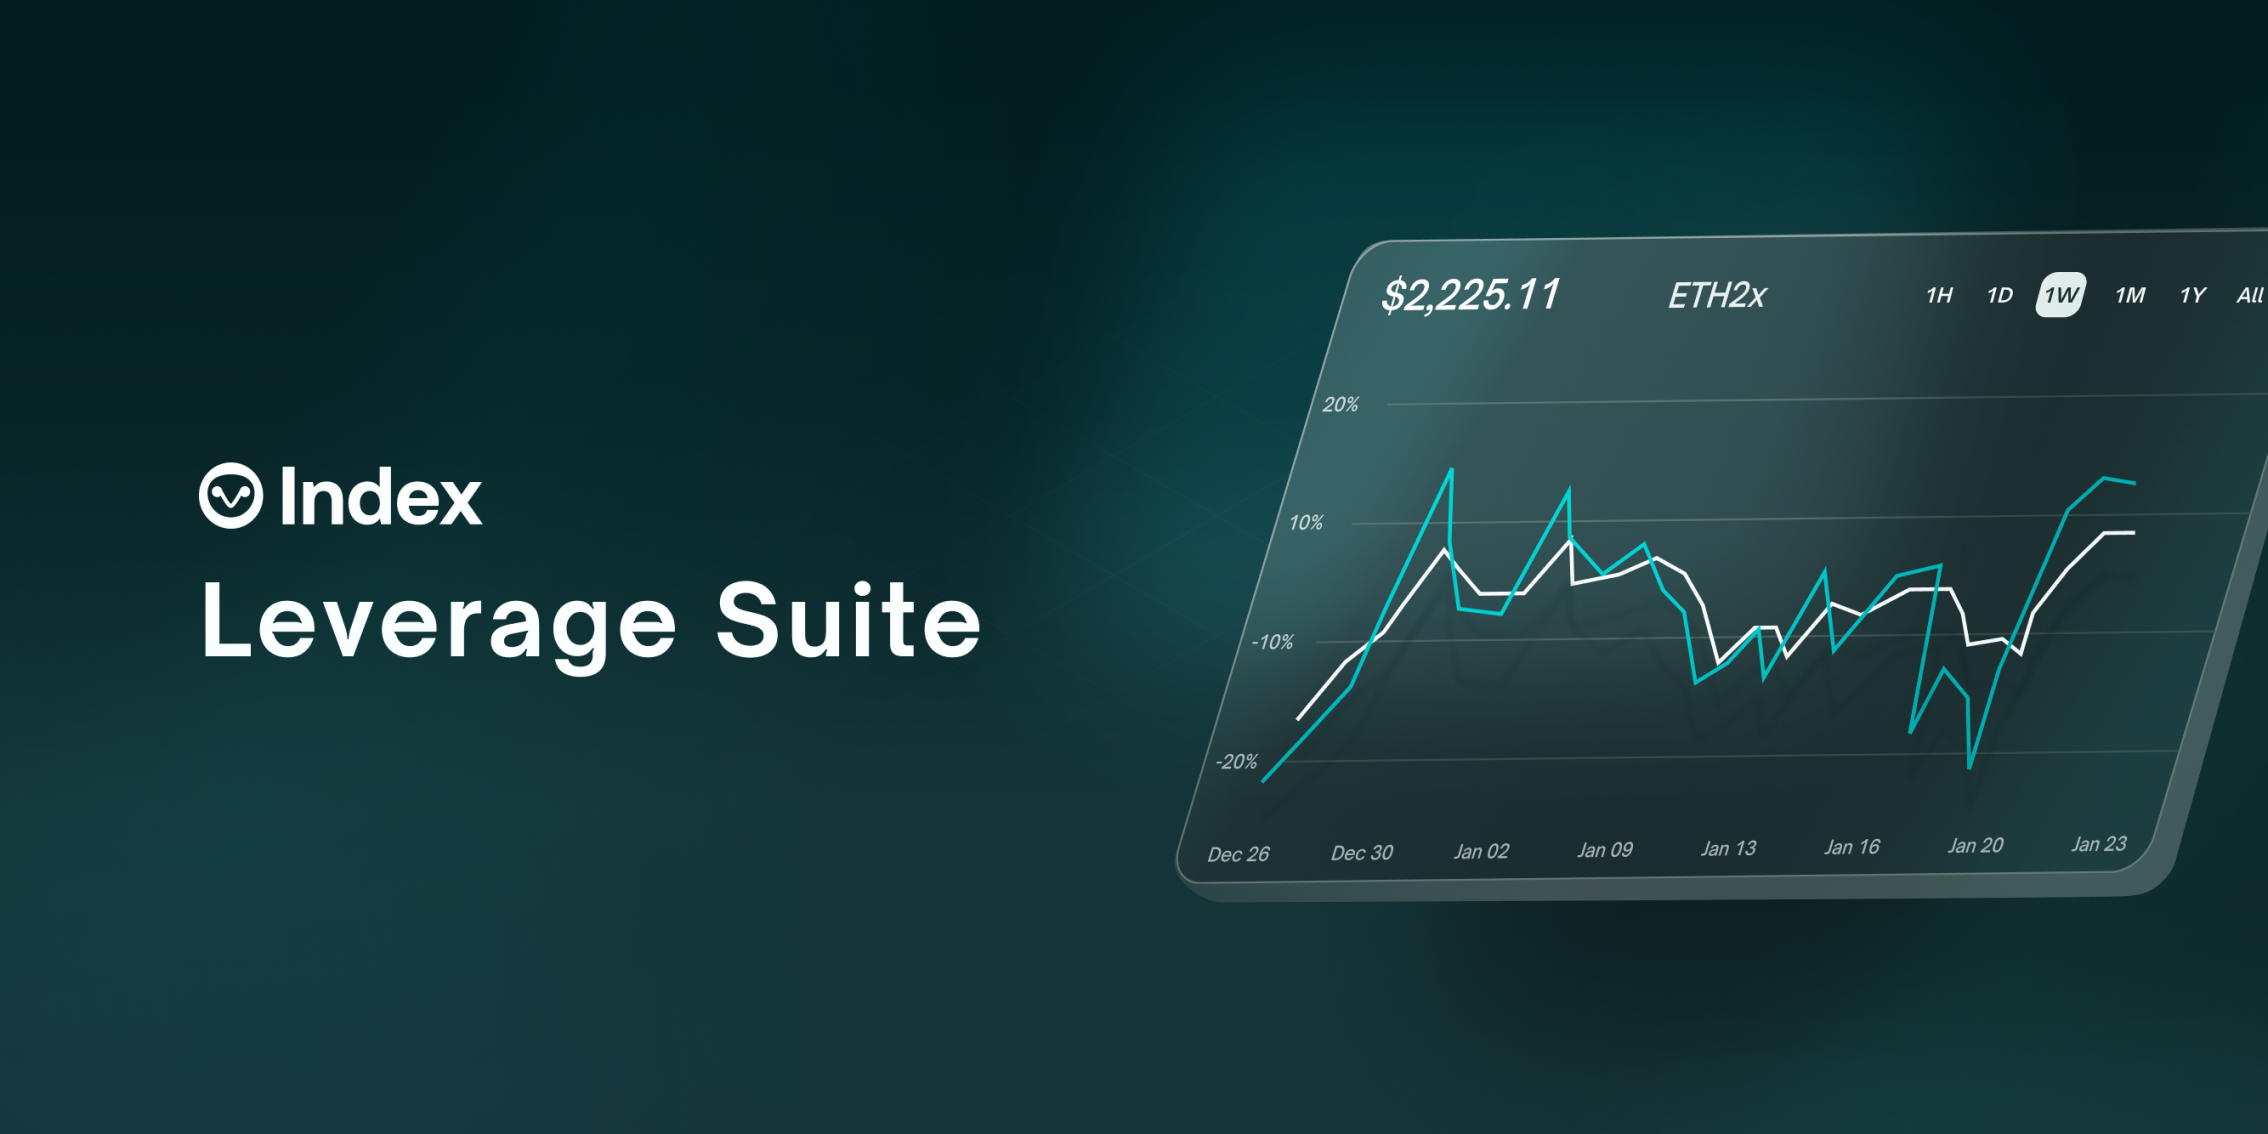 Index
Leverage Suite
$2,225.11 ETH2x 1H 1D 1W 1M 1Y All
20%
10%
-10%
-20%
Dec 26 Dec 30 Jan 02 Jan 09 Jan 13 Jan 16 Jan 20 Jan 23